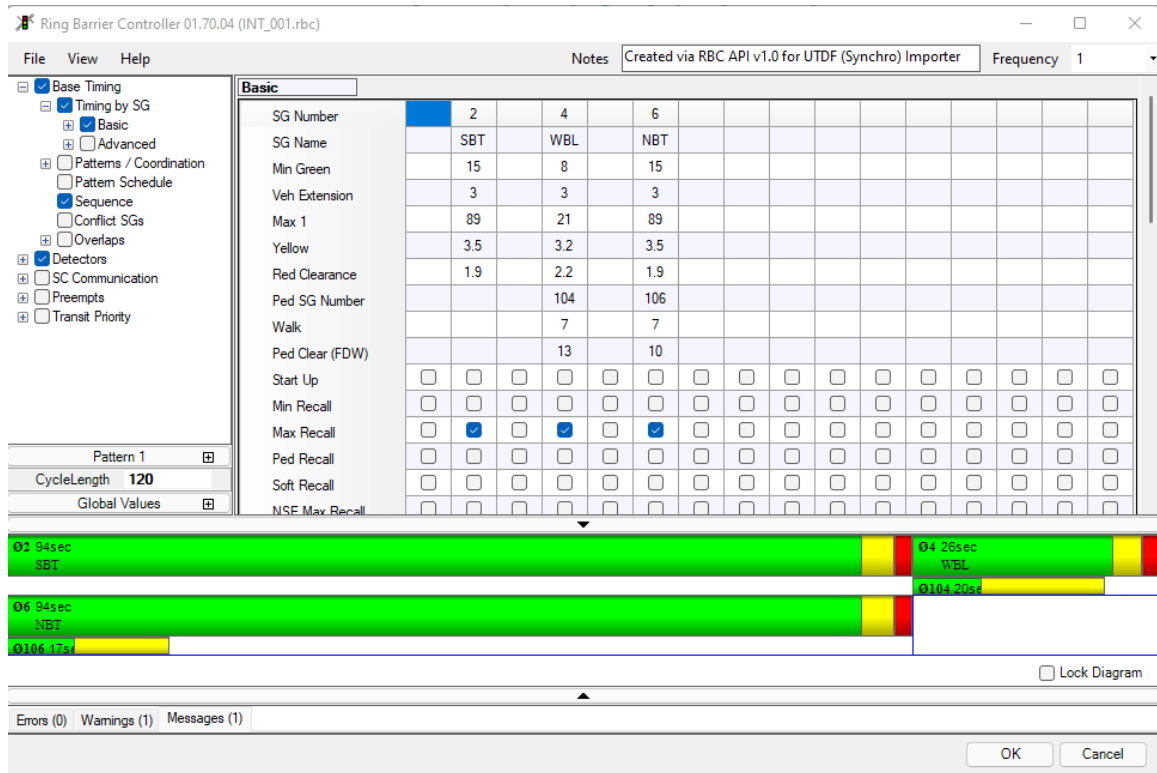 Ring Barrier Controller 01.70.04 (INT_001.rbc)
File View Help Notes Created via RBC API v1.0 for UTDF (Synchro) Importer Frequency 1
Base Timing
Timing by SG
Basic
Advanced
Patterns / Coordination
Pattern Schedule
Sequence
Conflict SGs
Overlaps
Detectors
SC Communication
Preempts
Transit Priority
Pattern 1
CycleLength 120
Global Values
Basic
SG Number 2 4 6
SG Name SBT WBL NBT
Min Green 15 8 15
Veh Extension 3 3 3
Max 1 89 21 89
Yellow 3.5 3.2 3.5
Red Clearance 1.9 2.2 1.9
Ped SG Number 104 106
Walk 7 7
Ped Clear (FDW) 13 10
Start Up
Min Recall
Max Recall
Ped Recall
Soft Recall
NSE Max Recall
Ø2 94sec Ø4 26sec
SBT WBL
Ø104 20se
Ø6 94sec
NBT
Ø106 17se
Lock Diagram
Errors (0) Warnings (1) Messages (1)
OK Cancel